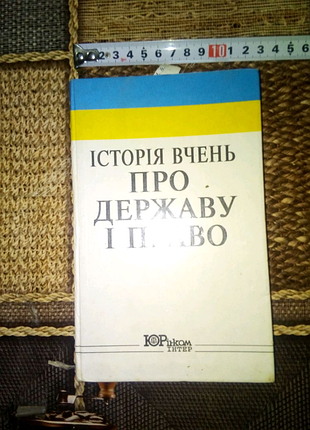 3 4 5 6 7 8 9 10 1 2 3 4 5 6
ІСТОРІЯ ВЧЕНЬ
ПРО
ДЕРЖАВУ
І ПРАВО
ЮРінком
ІНТЕР